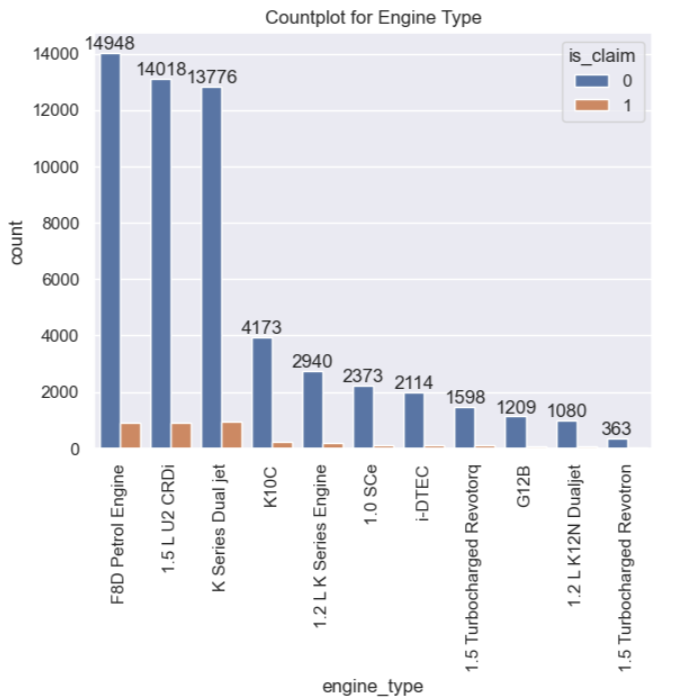 Countplot for Engine Type
is_claim
0
1
14948
14018
13776
4173
2940
2373
2114
1598
1209
1080
363
count
14000
12000
10000
8000
6000
4000
2000
0
F8D Petrol Engine
1.5 L U2 CRDi
K Series Dual jet
K10C
1.2 L K Series Engine
1.0 SCe
i-DTEC
1.5 Turbocharged Revotorq
G12B
1.2 L K12N Dualjet
1.5 Turbocharged Revotron
engine_type